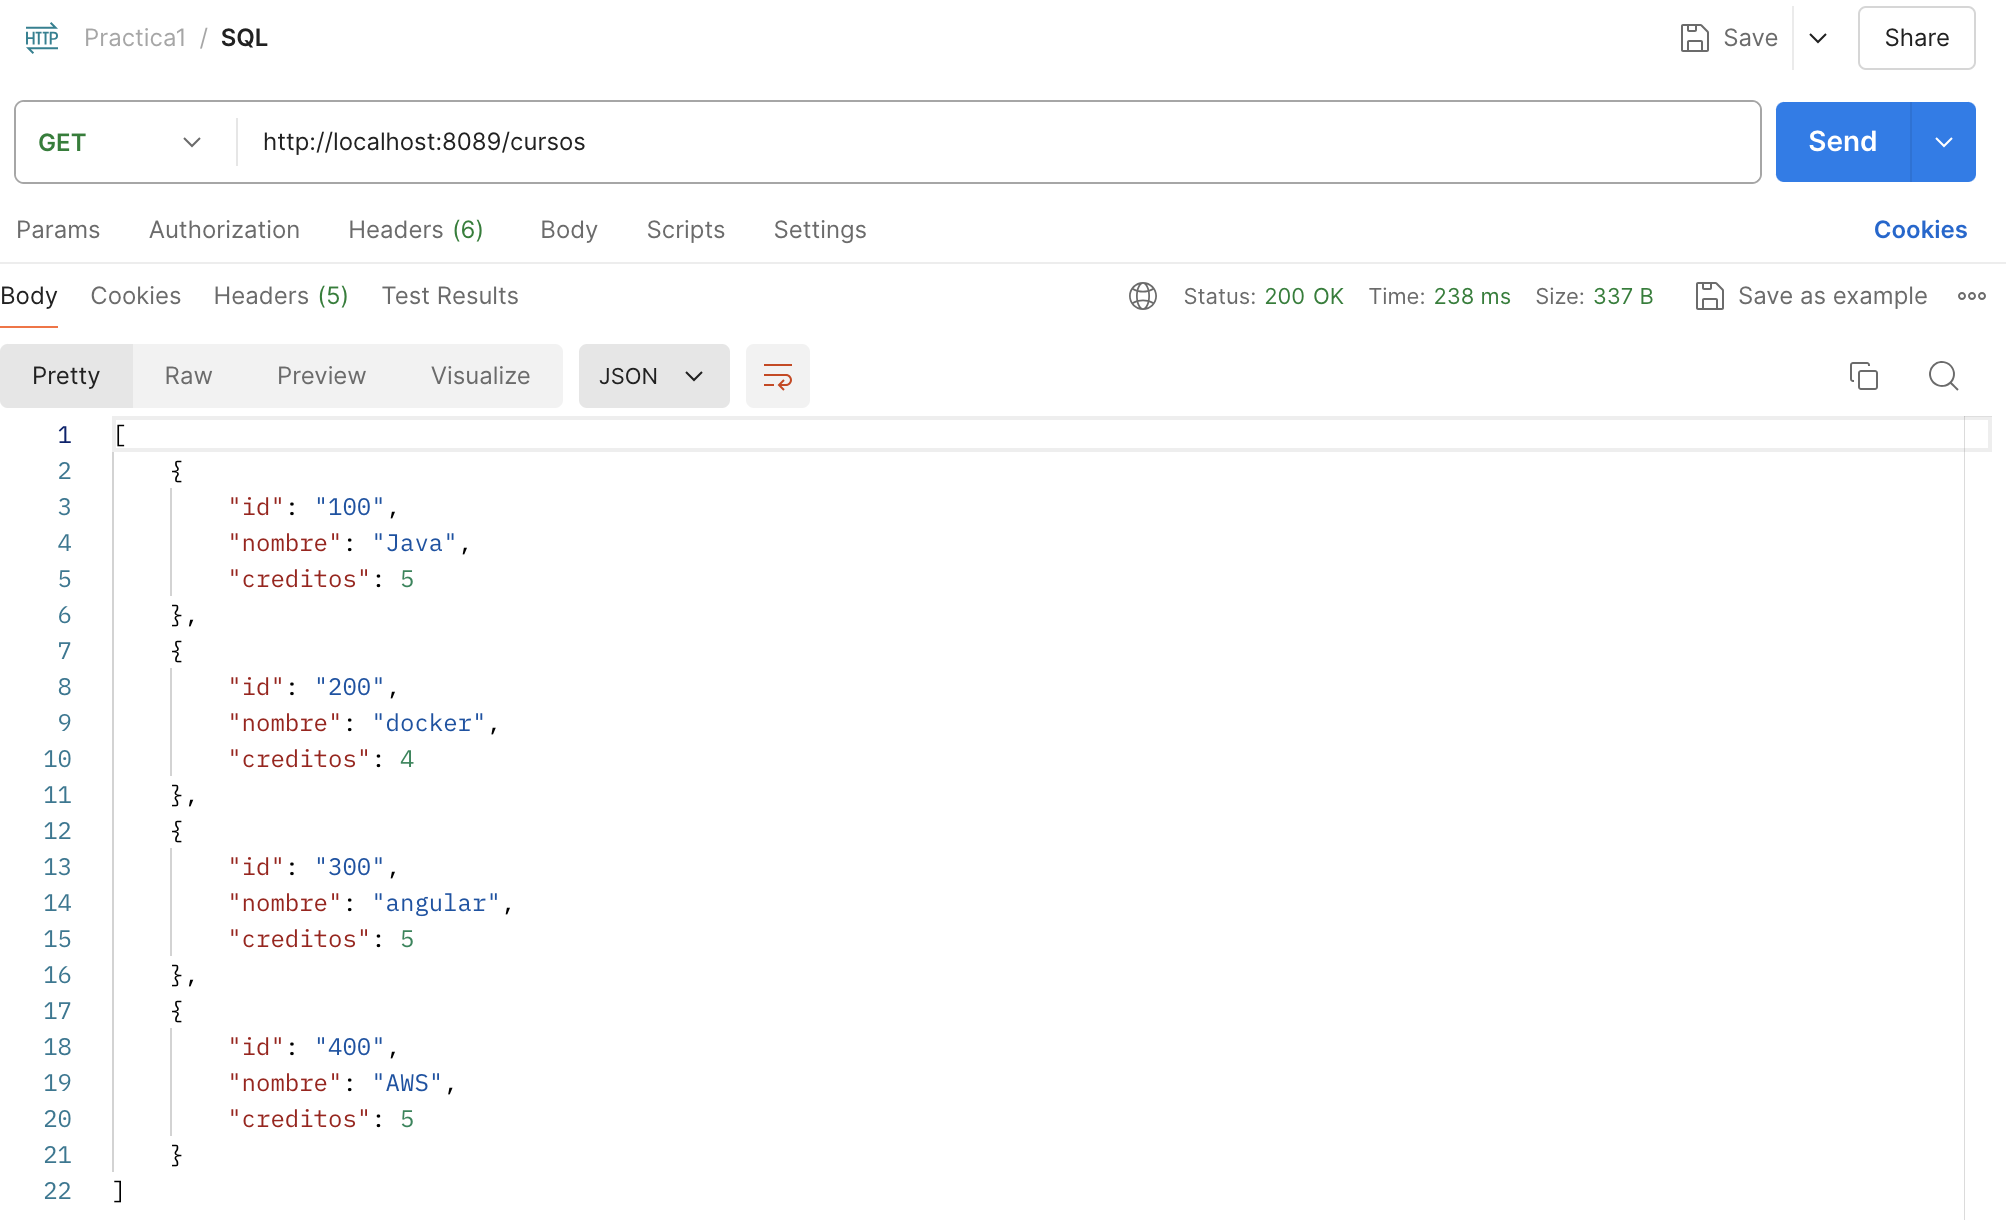 HTTP Practica1 / SQL Save Share
GET http://localhost:8089/cursos Send
Params Authorization Headers (6) Body Scripts Settings Cookies
Body Cookies Headers (5) Test Results Status: 200 OK Time: 238 ms Size: 337 B Save as example
Pretty Raw Preview Visualize JSON
1 [
2 {
3 "id": "100",
4 "nombre": "Java",
5 "creditos": 5
6 },
7 {
8 "id": "200",
9 "nombre": "docker",
10 "creditos": 4
11 },
12 {
13 "id": "300",
14 "nombre": "angular",
15 "creditos": 5
16 },
17 {
18 "id": "400",
19 "nombre": "AWS",
20 "creditos": 5
21 }
22 ]